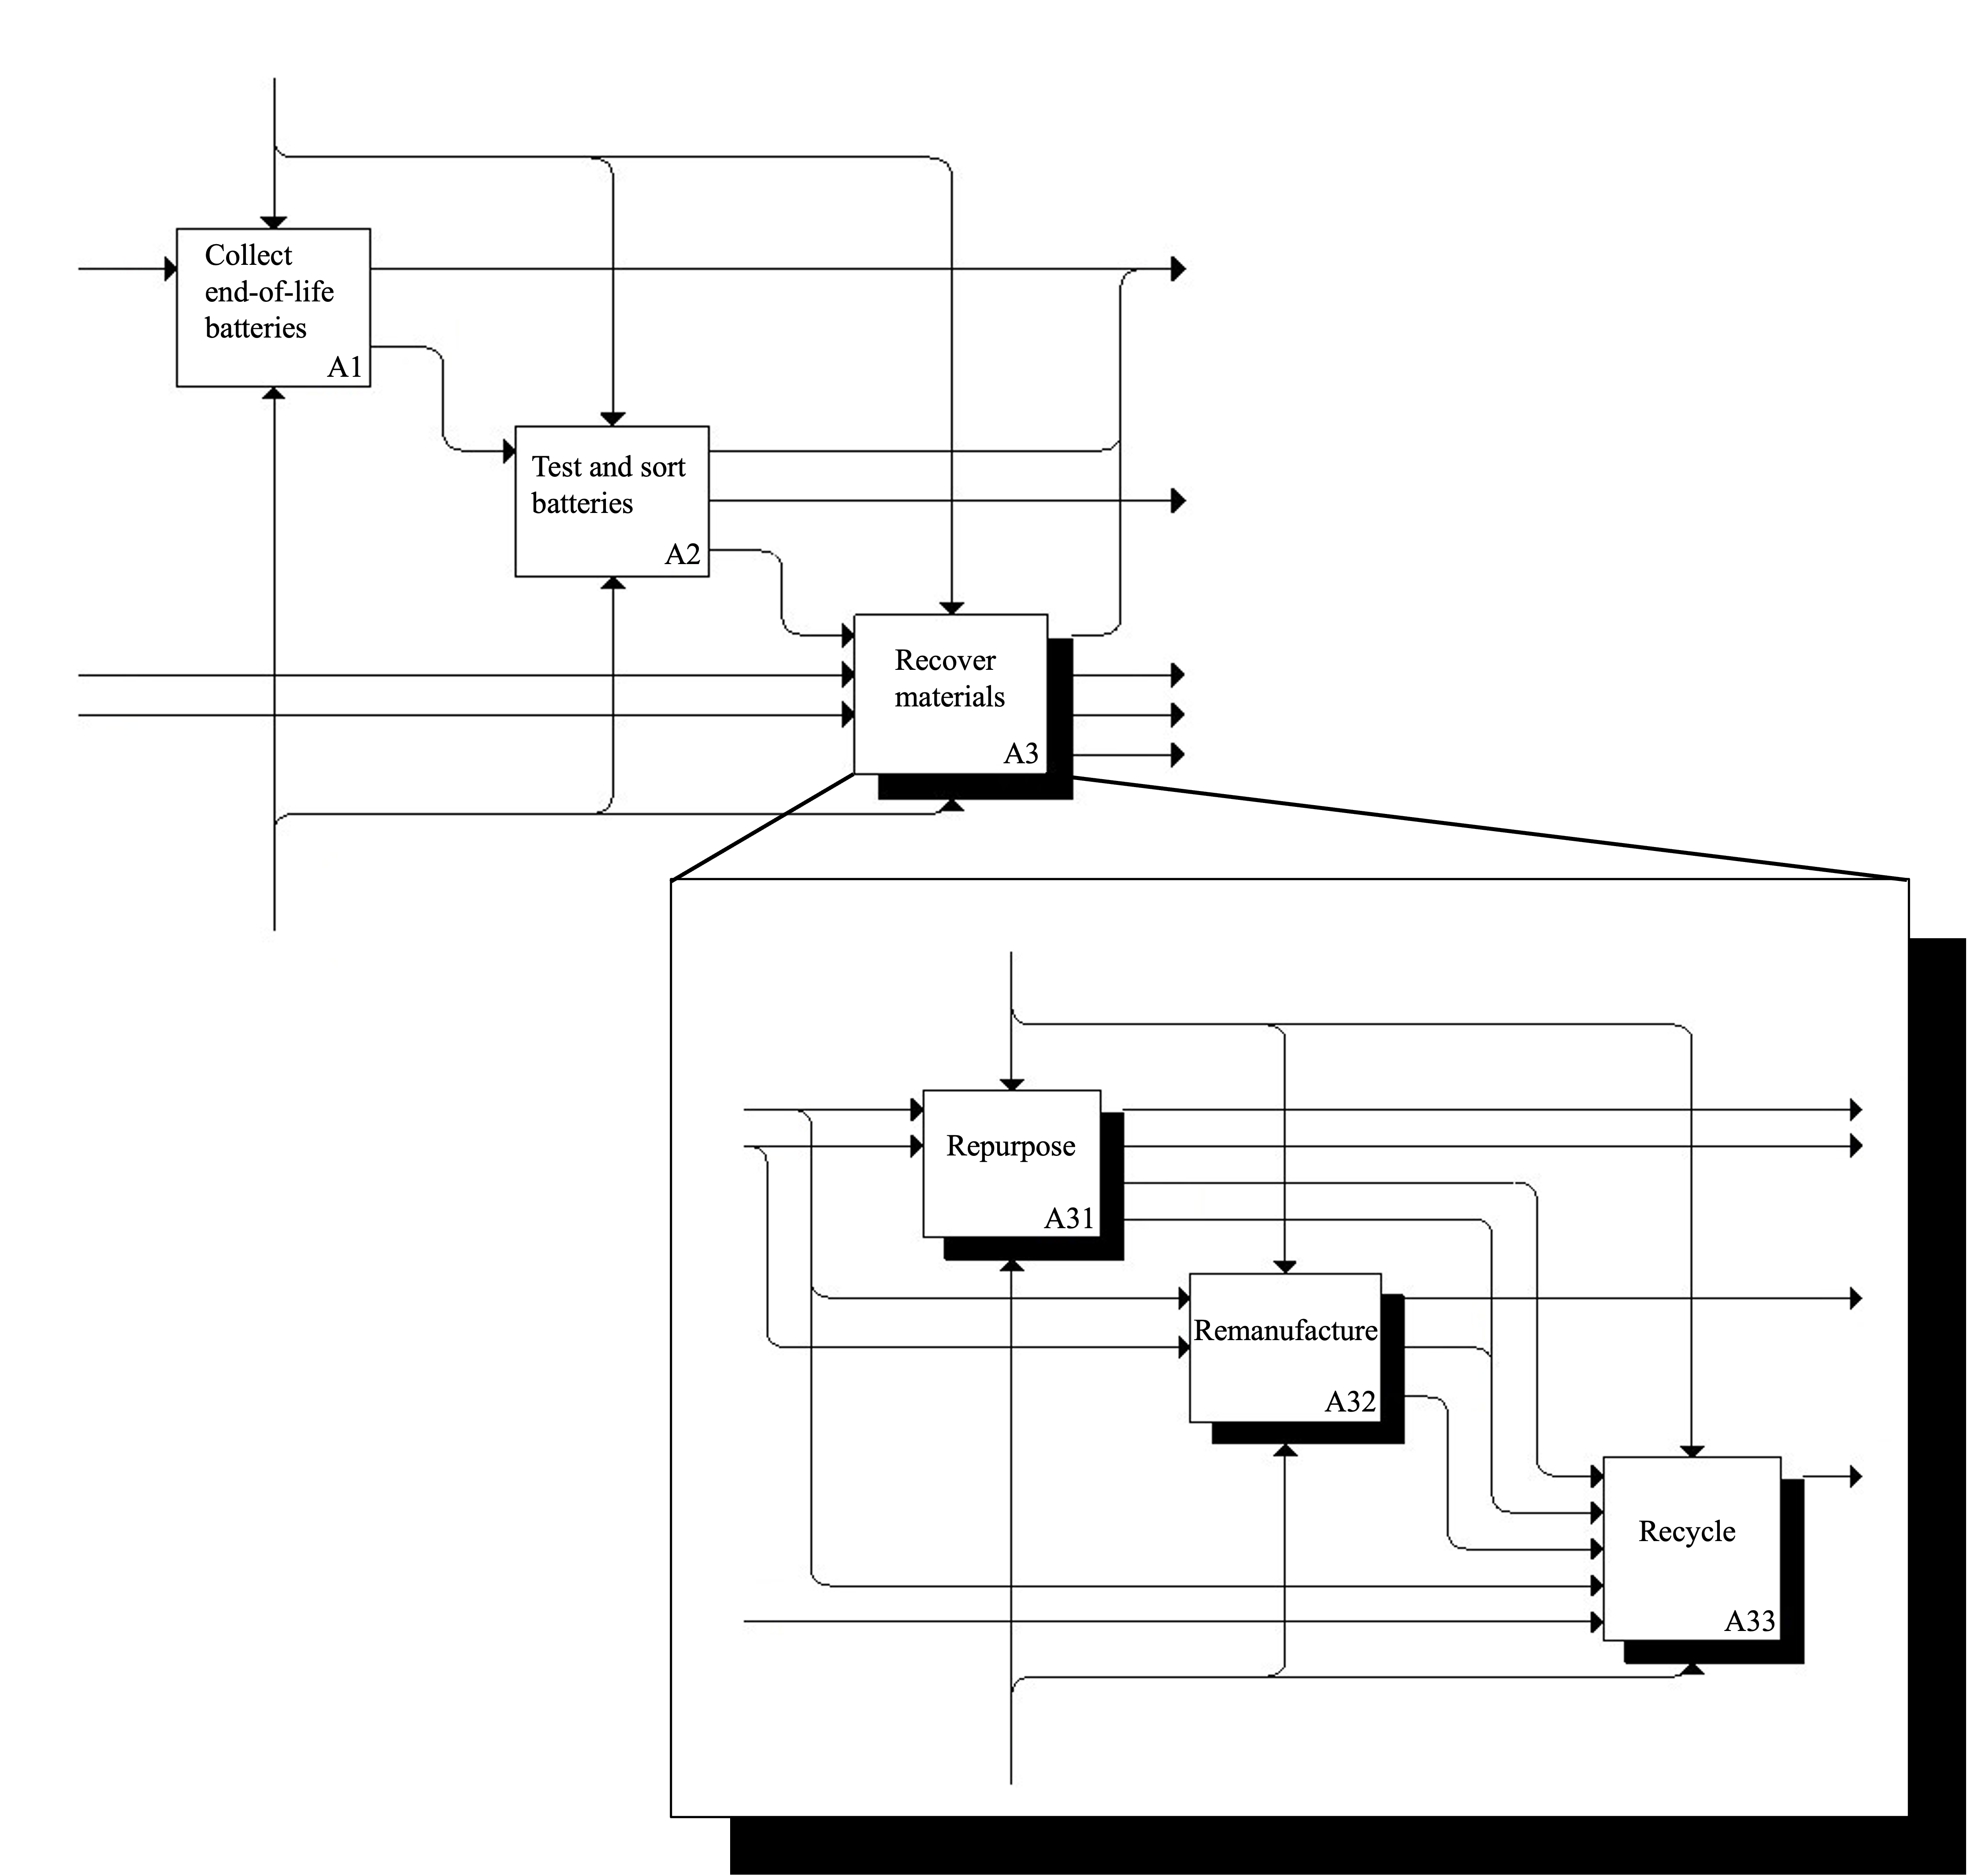 Collect
end-of-life
batteries
A1
Test and sort
batteries
A2
Recover
materials
A3
Repurpose
A31
Remanufacture
A32
Recycle
A33